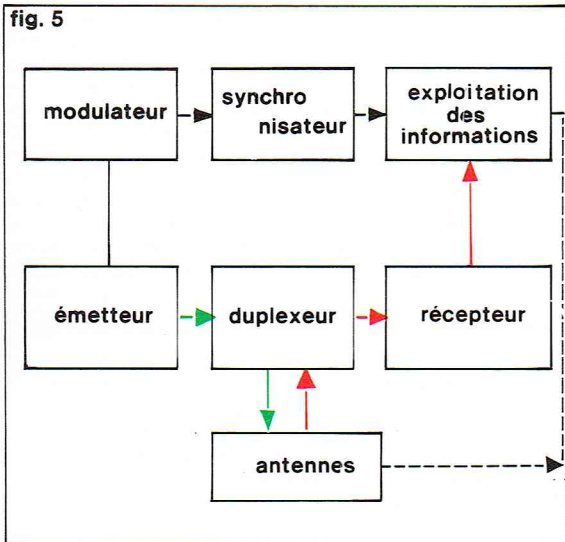 fig. 5
modulateur
synchro
nisateur
exploitation
des
informations
émetteur
duplexeur
récepteur
antennes